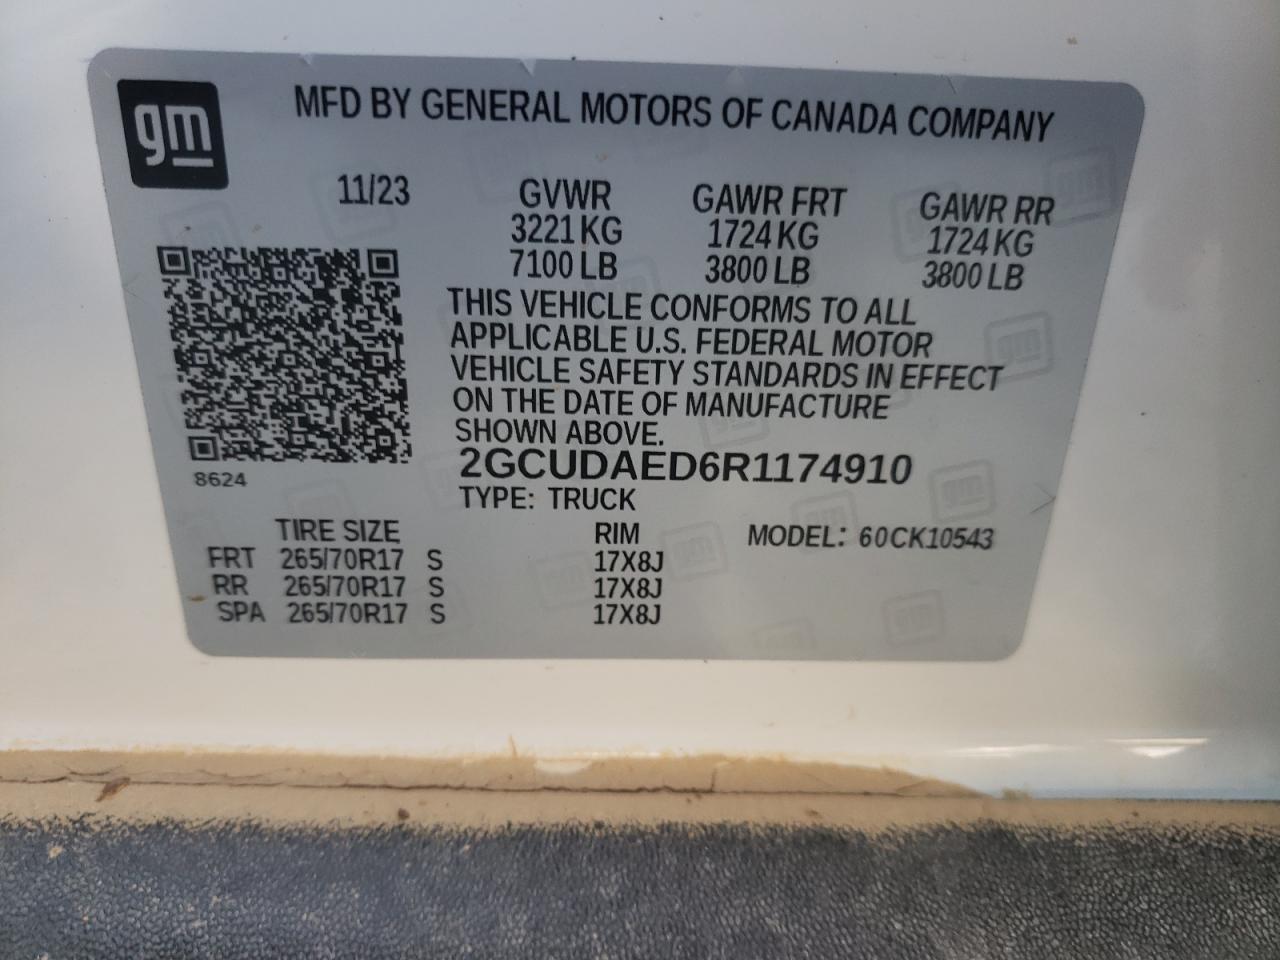 gm
MFD BY GENERAL MOTORS OF CANADA COMPANY
11/23 GVWR GAWR FRT GAWR RR
3221 KG 1724 KG 1724 KG
7100 LB 3800 LB 3800 LB
THIS VEHICLE CONFORMS TO ALL
APPLICABLE U.S. FEDERAL MOTOR
VEHICLE SAFETY STANDARDS IN EFFECT
ON THE DATE OF MANUFACTURE
SHOWN ABOVE.
8624
2GCUDAED6R1174910
TYPE: TRUCK
TIRE SIZE RIM MODEL: 60CK10543
FRT 265/70R17 S 17X8J
RR 265/70R17 S 17X8J
SPA 265/70R17 S 17X8J